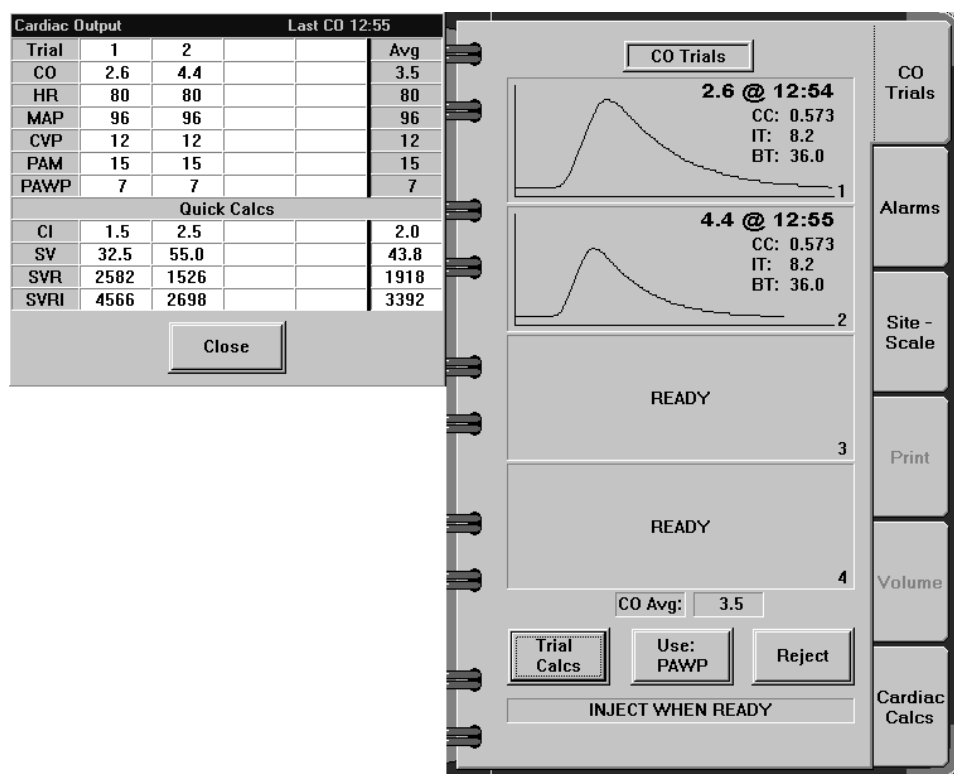 Cardiac Output Last CO 12:55
Trial 1 2 Avg
CO 2.6 4.4 3.5
HR 80 80 80
MAP 96 96 96
CVP 12 12 12
PAM 15 15 15
PAWP 7 7 7
Quick Calcs
CI 1.5 2.5 2.0
SV 32.5 55.0 43.8
SVR 2582 1526 1918
SVRI 4566 2698 3392
Close
CO Trials
2.6 @ 12:54
CC: 0.573
IT: 8.2
BT: 36.0
1
4.4 @ 12:55
CC: 0.573
IT: 8.2
BT: 36.0
2
READY
3
READY
4
CO Avg: 3.5
Trial
Calcs
Use:
PAWP
Reject
INJECT WHEN READY
CO
Trials
Alarms
Site -
Scale
Print
Volume
Cardiac
Calcs